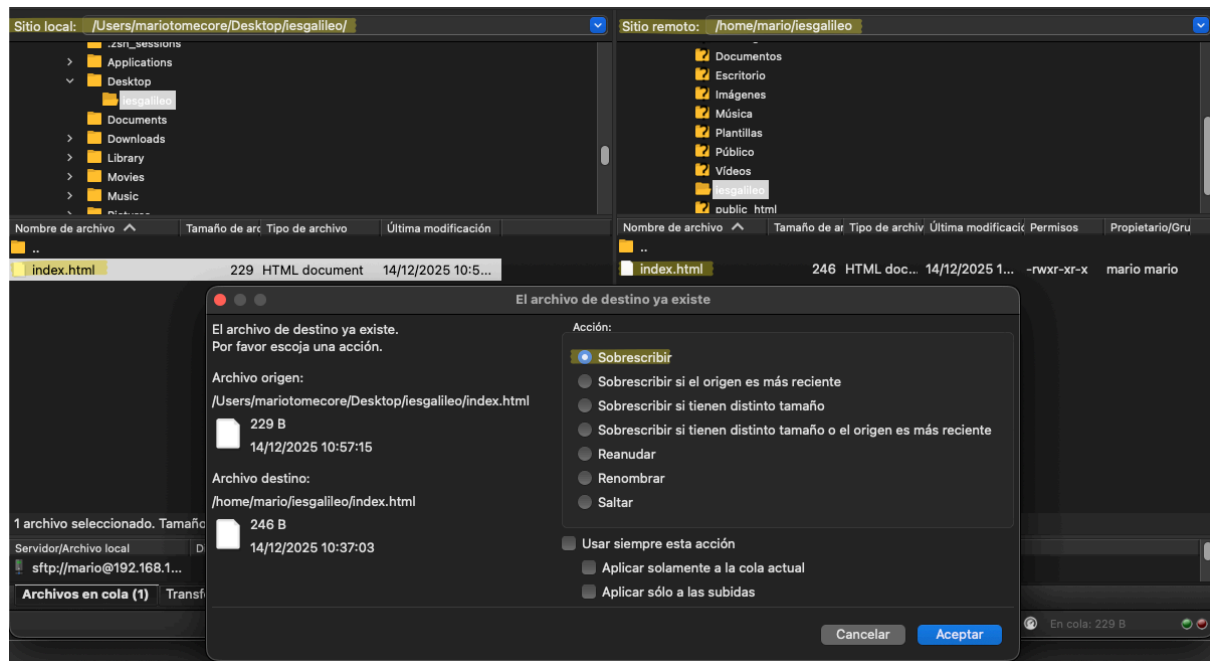 Sitio local: /Users/mariotomecore/Desktop/iesgalileo/
.zsh_sessions
Applications
Desktop
iesgalileo
Documents
Downloads
Library
Movies
Music
Nombre de archivo Tamaño de arc Tipo de archivo Última modificación
..
index.html 229 HTML document 14/12/2025 10:5...
1 archivo seleccionado. Tamaño
Sitio remoto: /home/mario/iesgalileo
Documentos
Escritorio
Imágenes
Música
Plantillas
Público
Vídeos
iesgalileo
public_html
Nombre de archivo Tamaño de ar Tipo de archiv Última modificació Permisos Propietario/Gru
..
index.html 246 HTML doc... 14/12/2025 1... -rwxr-xr-x mario mario
El archivo de destino ya existe
El archivo de destino ya existe.
Por favor escoja una acción.
Archivo origen:
/Users/mariotomecore/Desktop/iesgalileo/index.html
229 B
14/12/2025 10:57:15
Archivo destino:
/home/mario/iesgalileo/index.html
246 B
14/12/2025 10:37:03
Acción:
Sobrescribir
Sobrescribir si el origen es más reciente
Sobrescribir si tienen distinto tamaño
Sobrescribir si tienen distinto tamaño o el origen es más reciente
Reanudar
Renombrar
Saltar
Usar siempre esta acción
Aplicar solamente a la cola actual
Aplicar sólo a las subidas
Cancelar Aceptar
Servidor/Archivo local
sftp://mario@192.168.1...
Archivos en cola (1) Transf
En cola: 229 B